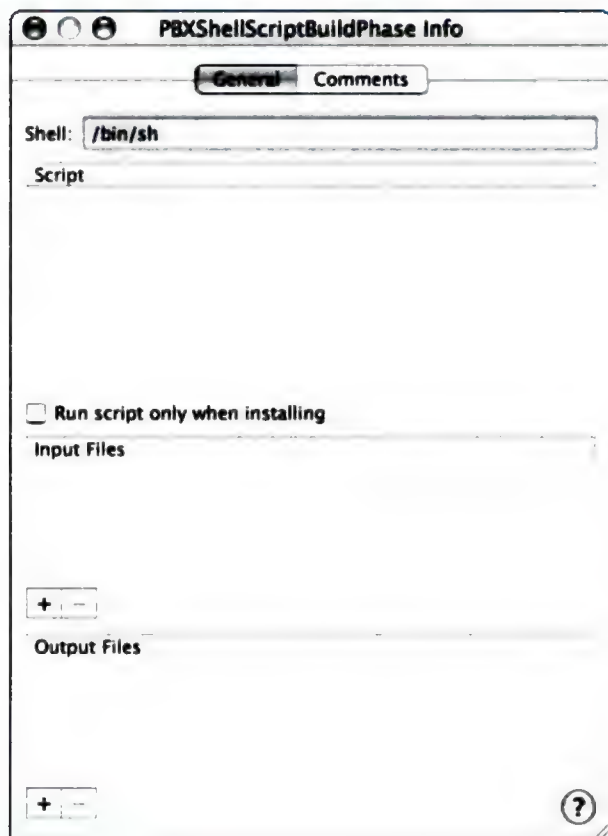 PBXShellScriptBuildPhase Info
General Comments
Shell: /bin/sh
Script
Run script only when installing
Input Files
+ -
Output Files
+ -
?